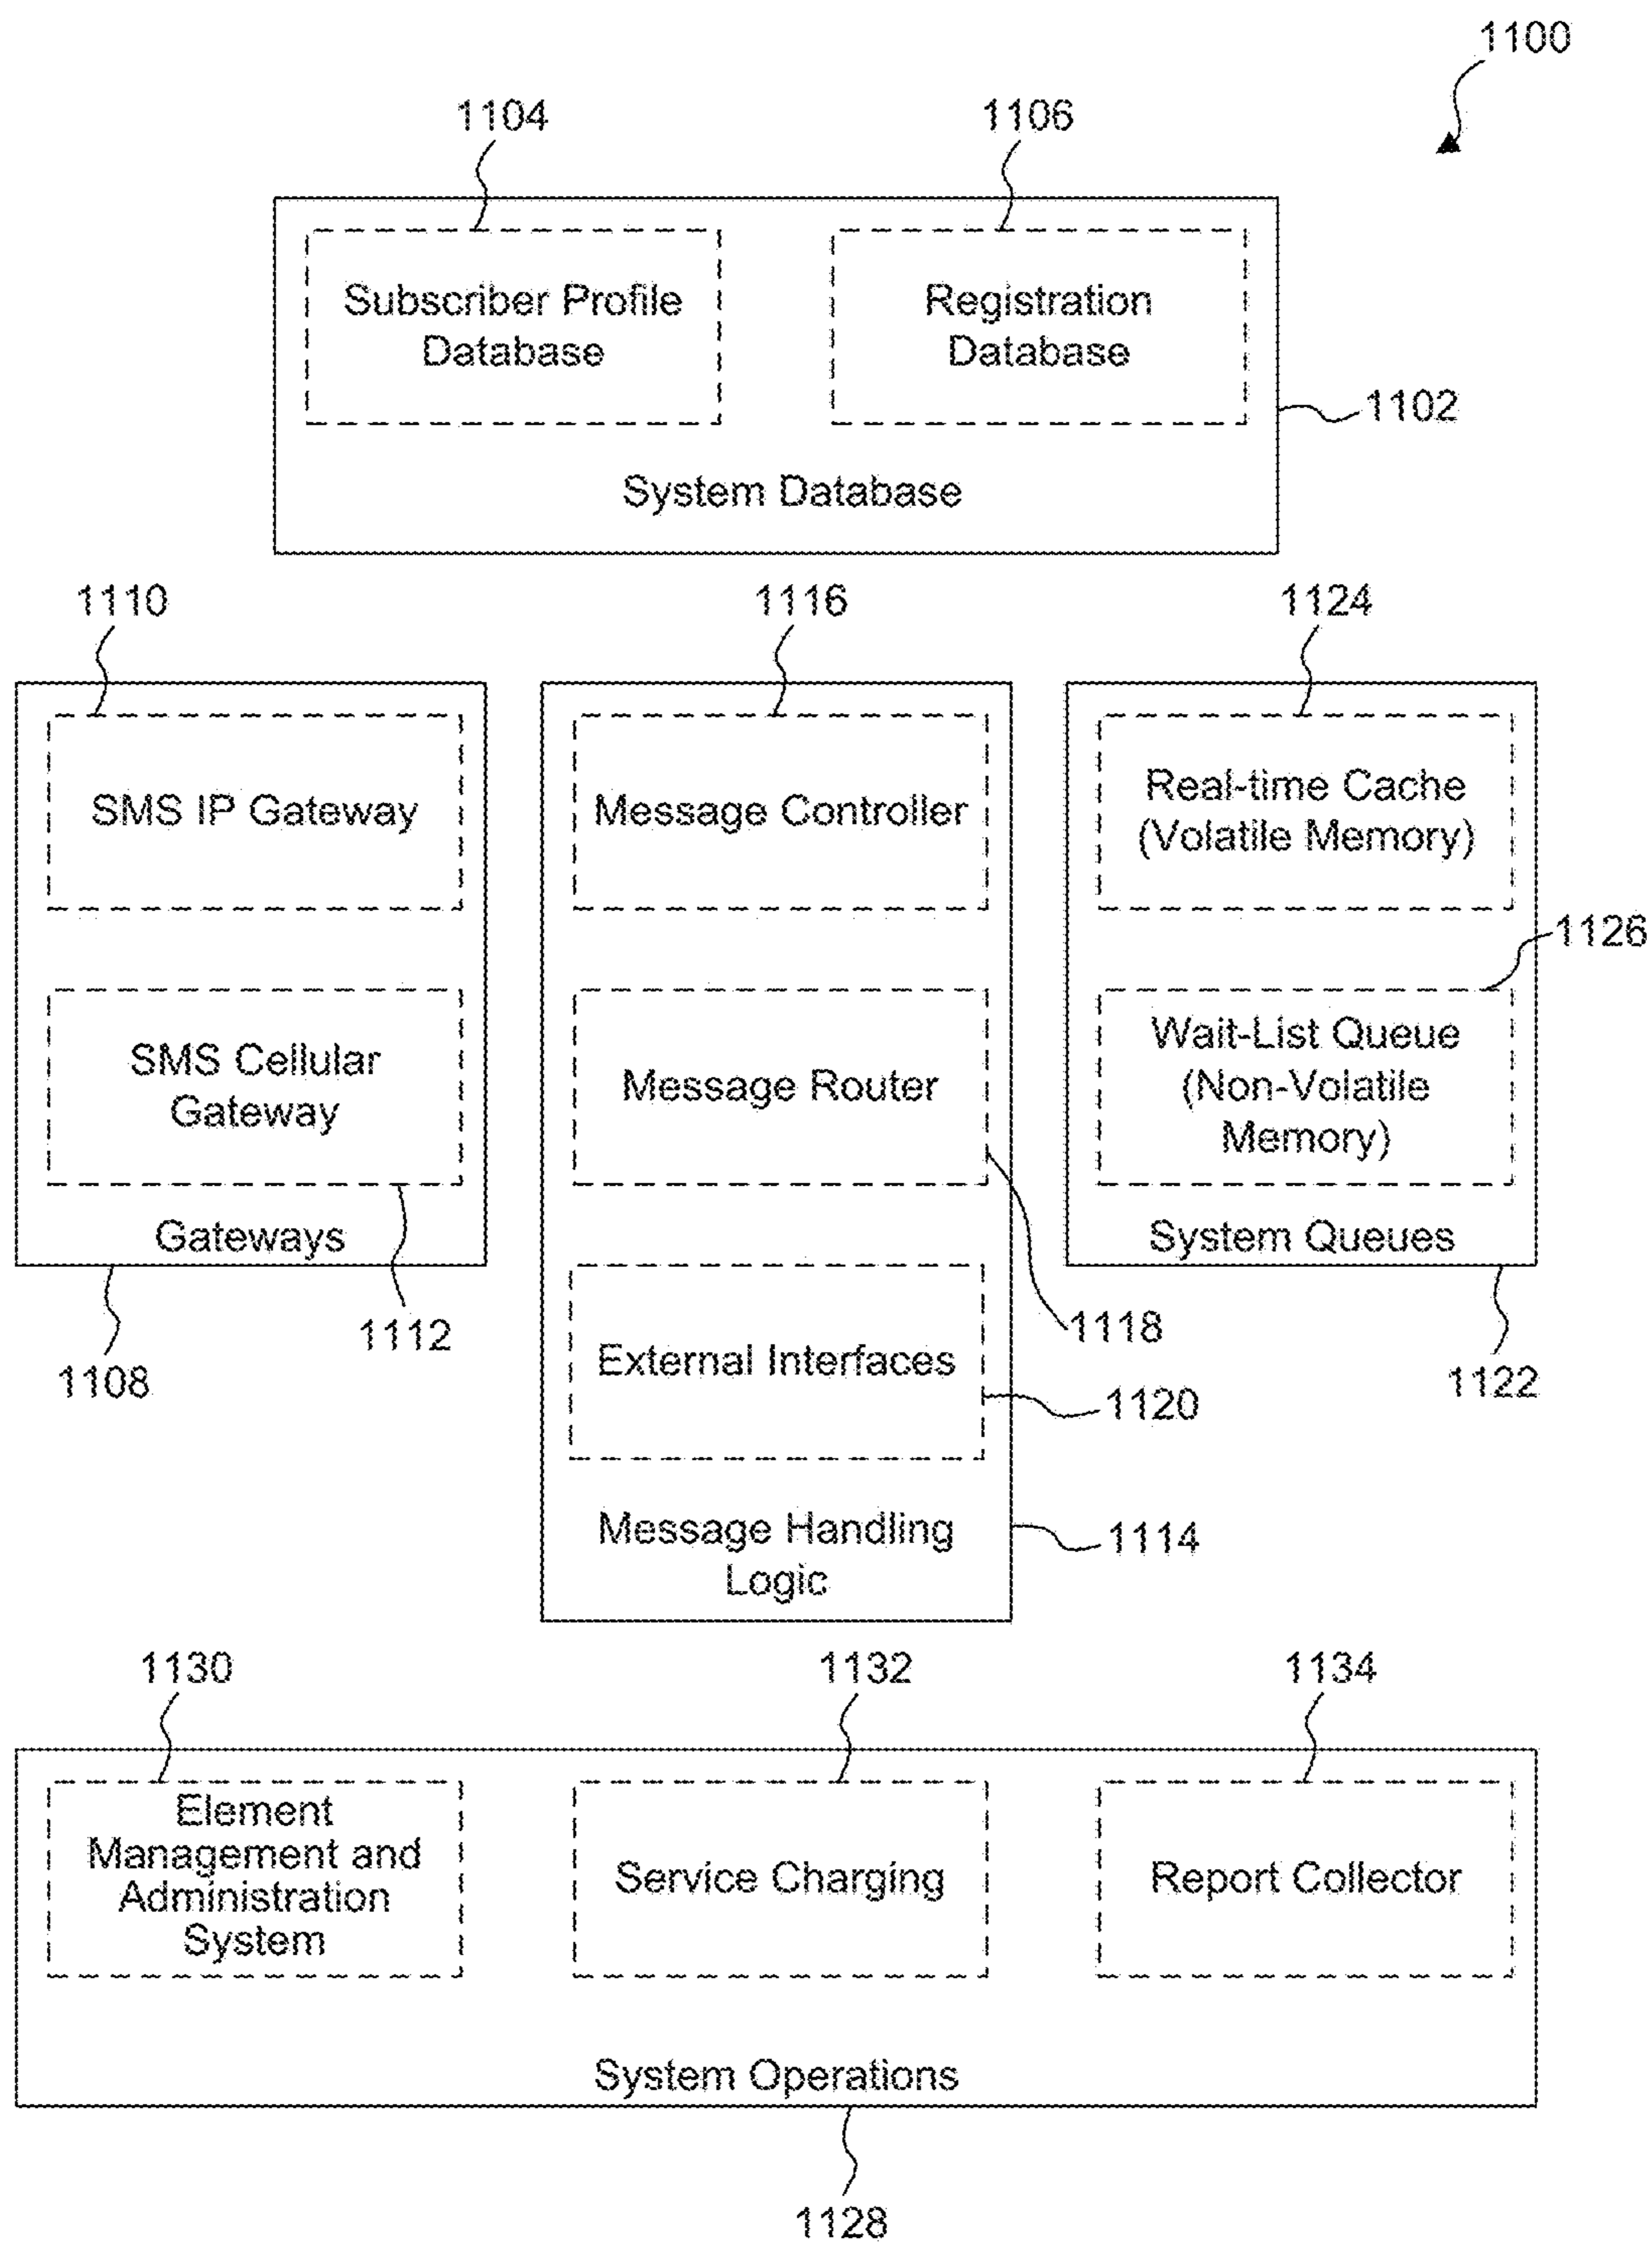 1100
1104
1106
Subscriber Profile
Database
Registration
Database
1102
System Database
1110
1116
1124
SMS IP Gateway
Message Controller
Real-time Cache
(Volatile Memory)
1126
SMS Cellular
Gateway
Message Router
Wait-List Queue
(Non-Volatile
Memory)
Gateways
System Queues
1112
1118
1108
External Interfaces
1120
1122
Message Handling
Logic
1114
1130
1132
1134
Element
Management and
Administration
System
Service Charging
Report Collector
System Operations
1128